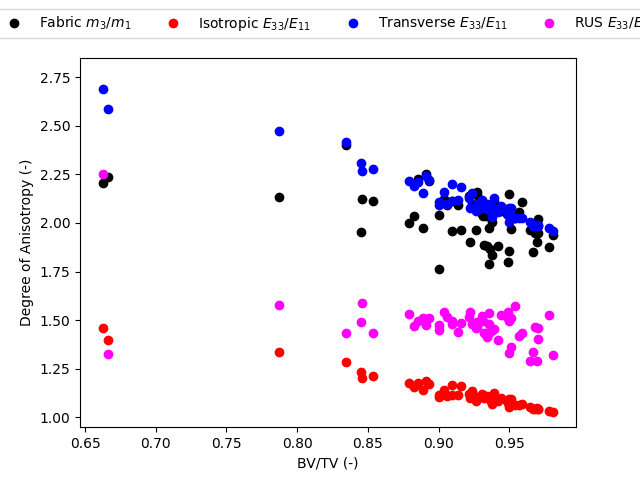 Fabric m₃/m₁ Isotropic E₃₃/E₁₁ Transverse E₃₃/E₁₁ RUS E₃₃/E
2.75
2.50
2.25
2.00
1.75
1.50
1.25
1.00
Degree of Anisotropy (-)
0.65 0.70 0.75 0.80 0.85 0.90 0.95
BV/TV (-)